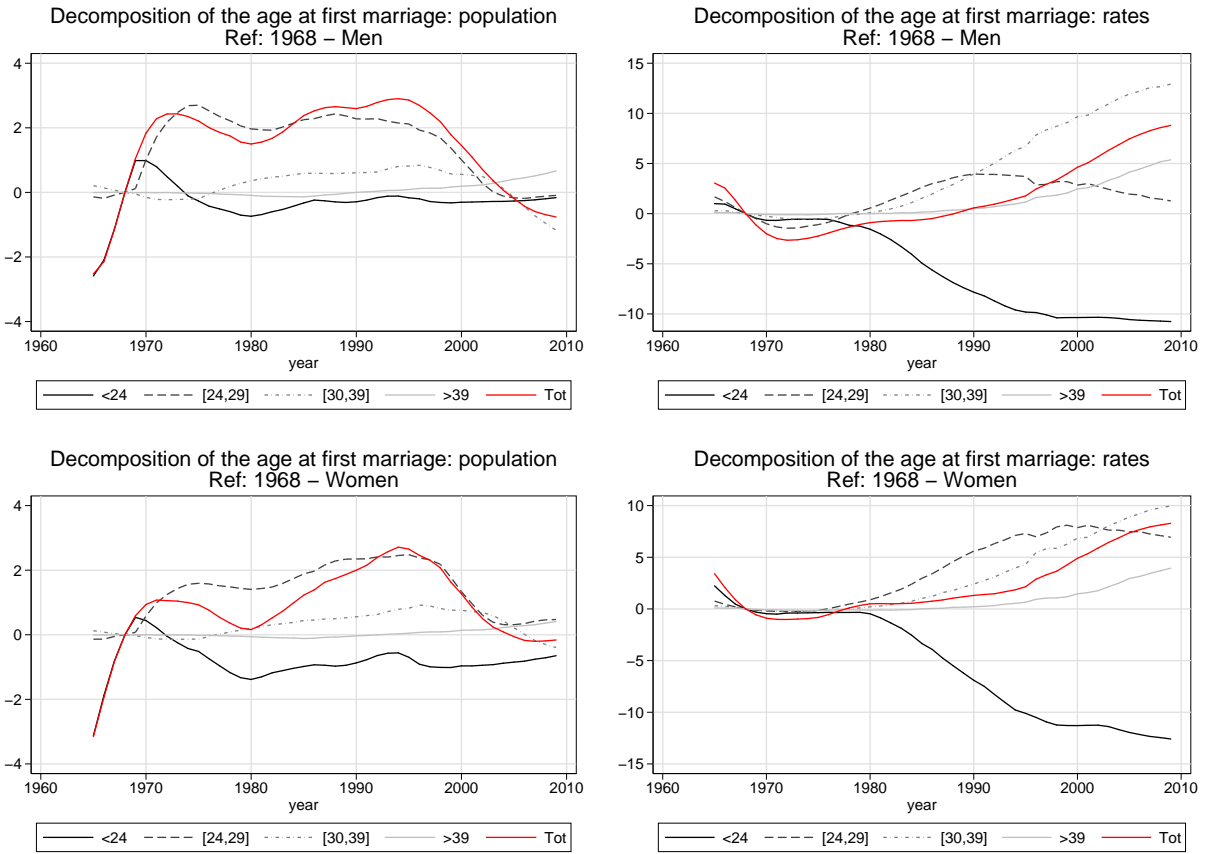 Decomposition of the age at first marriage: population
Ref: 1968 − Men
4
2
0
−2
−4
1960 1970 1980 1990 2000 2010
year
<24 [24,29] [30,39] >39 Tot
Decomposition of the age at first marriage: rates
Ref: 1968 − Men
15
10
5
0
−5
−10
1960 1970 1980 1990 2000 2010
year
<24 [24,29] [30,39] >39 Tot
Decomposition of the age at first marriage: population
Ref: 1968 − Women
4
2
0
−2
−4
1960 1970 1980 1990 2000 2010
year
<24 [24,29] [30,39] >39 Tot
Decomposition of the age at first marriage: rates
Ref: 1968 − Women
10
5
0
−5
−10
−15
1960 1970 1980 1990 2000 2010
year
<24 [24,29] [30,39] >39 Tot